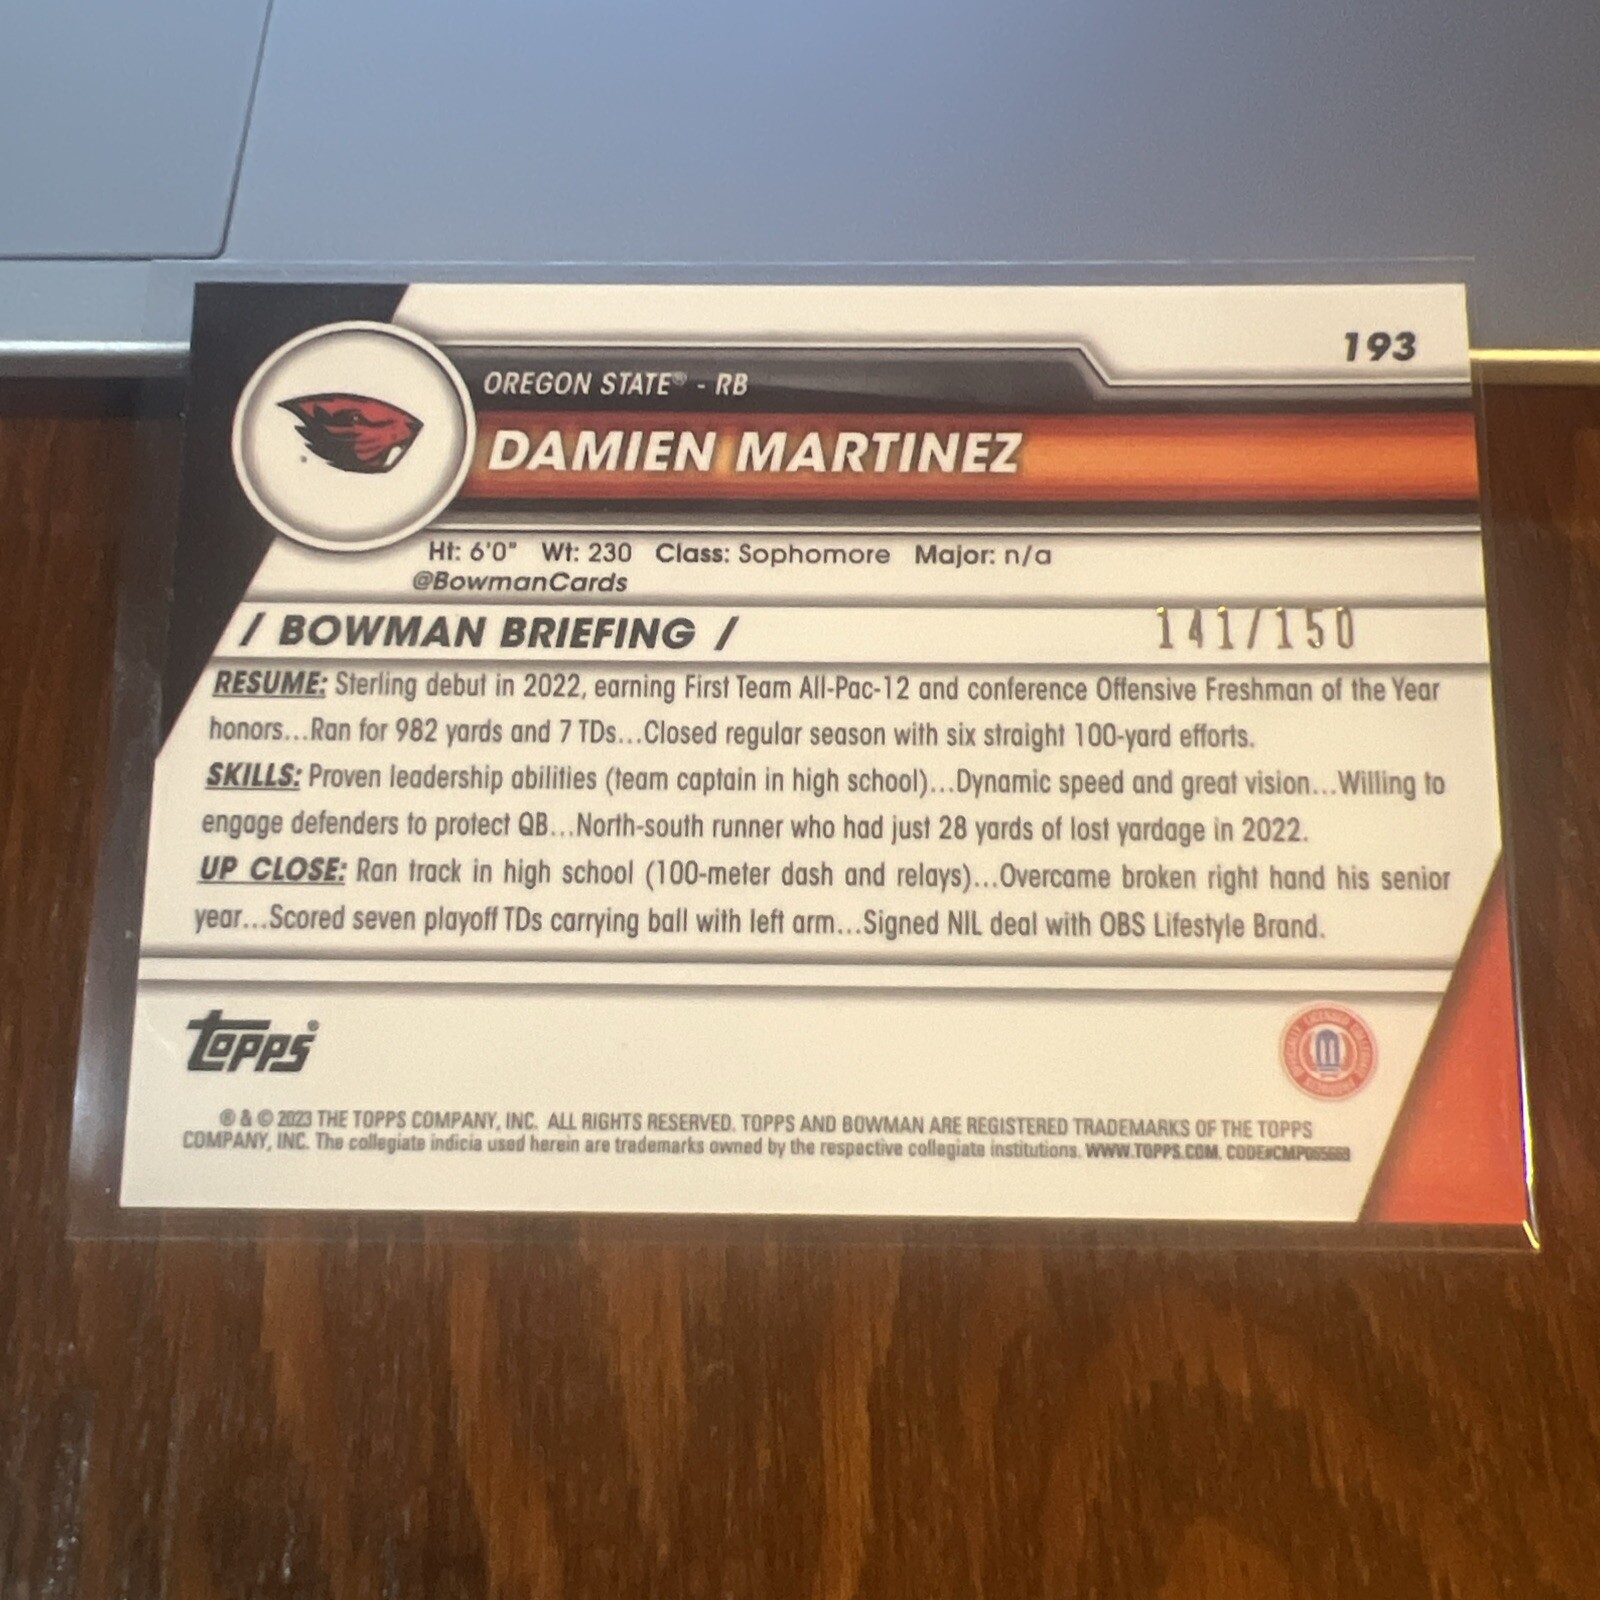 193
OREGON STATE® - RB
DAMIEN MARTINEZ
Ht: 6'0" Wt: 230 Class: Sophomore Major: n/a
@BowmanCards
/ BOWMAN BRIEFING /
141/150
RESUME: Sterling debut in 2022, earning First Team All-Pac-12 and conference Offensive Freshman of the Year
honors...Ran for 982 yards and 7 TDs...Closed regular season with six straight 100-yard efforts.
SKILLS: Proven leadership abilities (team captain in high school)...Dynamic speed and great vision...Willing to
engage defenders to protect QB...North-south runner who had just 28 yards of lost yardage in 2022.
UP CLOSE: Ran track in high school (100-meter dash and relays)...Overcame broken right hand his senior
year...Scored seven playoff TDs carrying ball with left arm...Signed NIL deal with OBS Lifestyle Brand.
topps®
® & © 2023 THE TOPPS COMPANY, INC. ALL RIGHTS RESERVED. TOPPS AND BOWMAN ARE REGISTERED TRADEMARKS OF THE TOPPS
COMPANY, INC. The collegiate indicia used herein are trademarks owned by the respective collegiate institutions. WWW.TOPPS.COM.